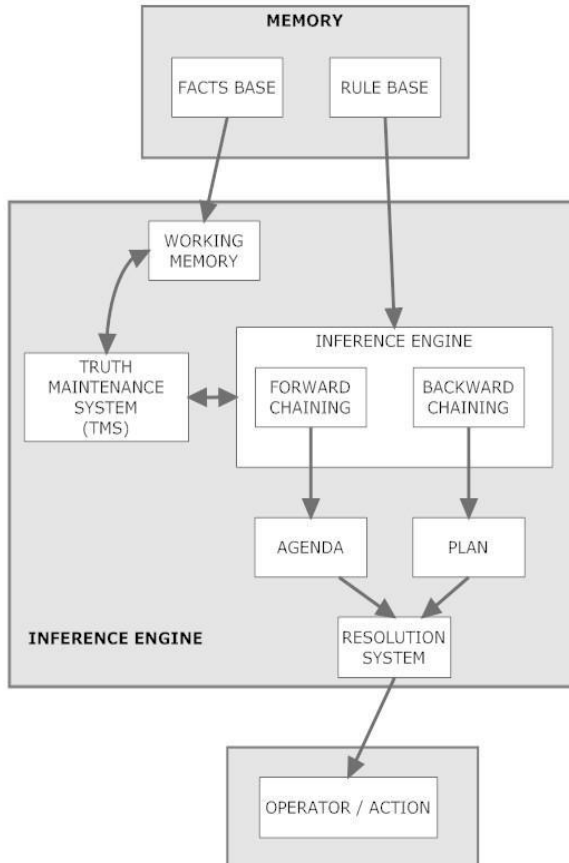 MEMORY
FACTS BASE
RULE BASE
WORKING
MEMORY
INFERENCE ENGINE
TRUTH
MAINTENANCE
SYSTEM
(TMS)
FORWARD
CHAINING
BACKWARD
CHAINING
AGENDA
PLAN
INFERENCE ENGINE
RESOLUTION
SYSTEM
OPERATOR / ACTION